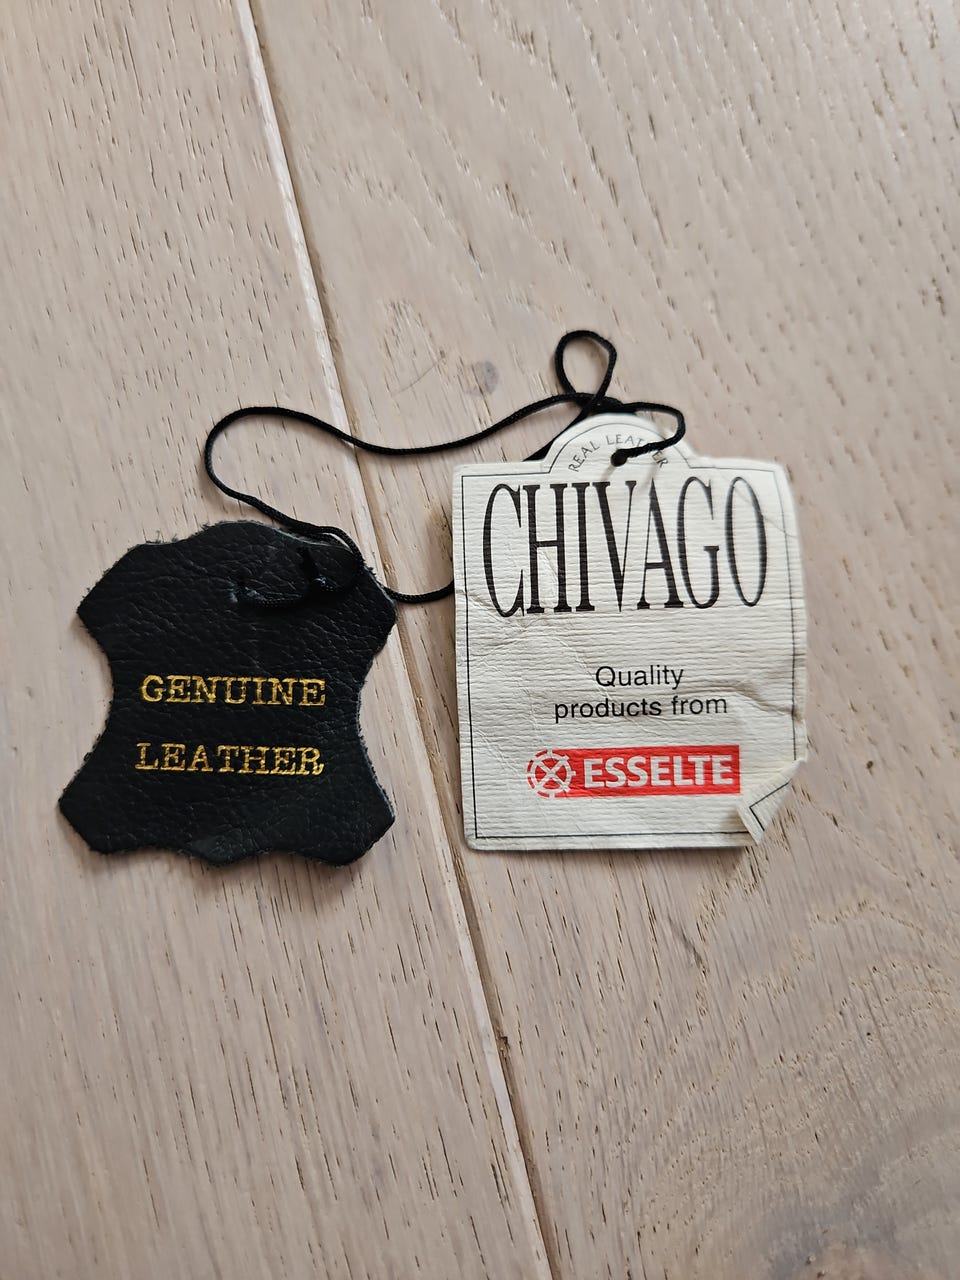 GENUINE
LEATHER
REAL LEATHER
CHIVAGO
Quality
products from
ESSELTE